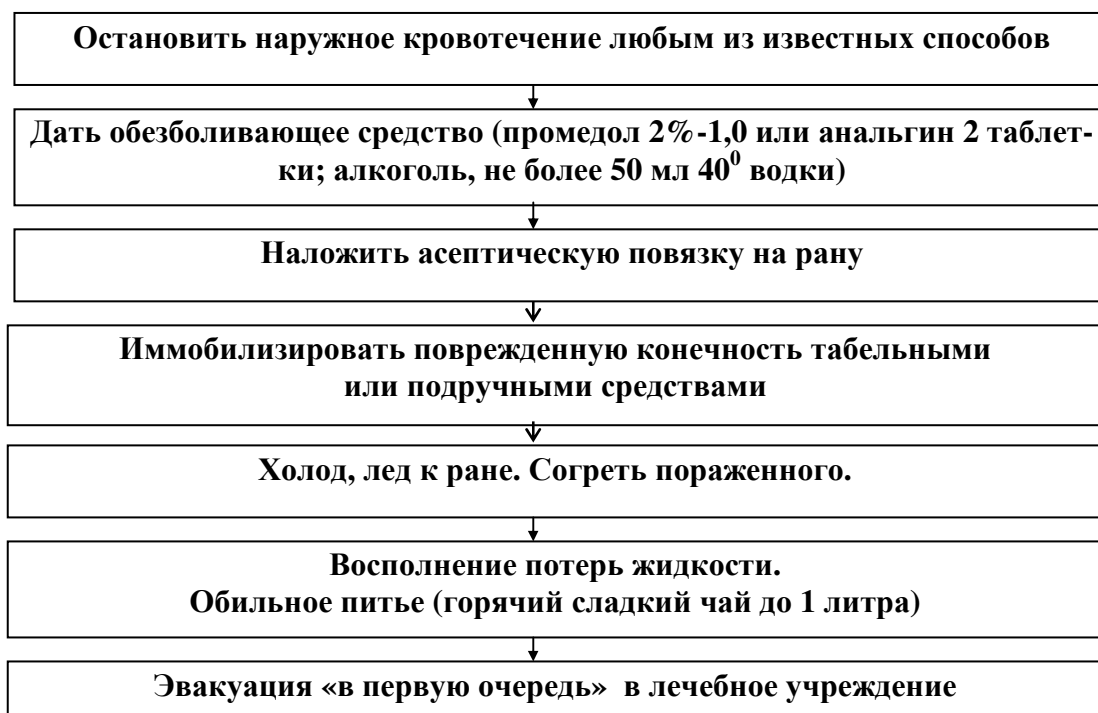 Остановить наружное кровотечение любым из известных способов
Дать обезболивающее средство (промедол 2%-1,0 или анальгин 2 таблет-
ки; алкоголь, не более 50 мл 40⁰ водки)
Наложить асептическую повязку на рану
Иммобилизировать поврежденную конечность табельными
или подручными средствами
Холод, лед к ране. Согреть пораженного.
Восполнение потерь жидкости.
Обильное питье (горячий сладкий чай до 1 литра)
Эвакуация «в первую очередь» в лечебное учреждение